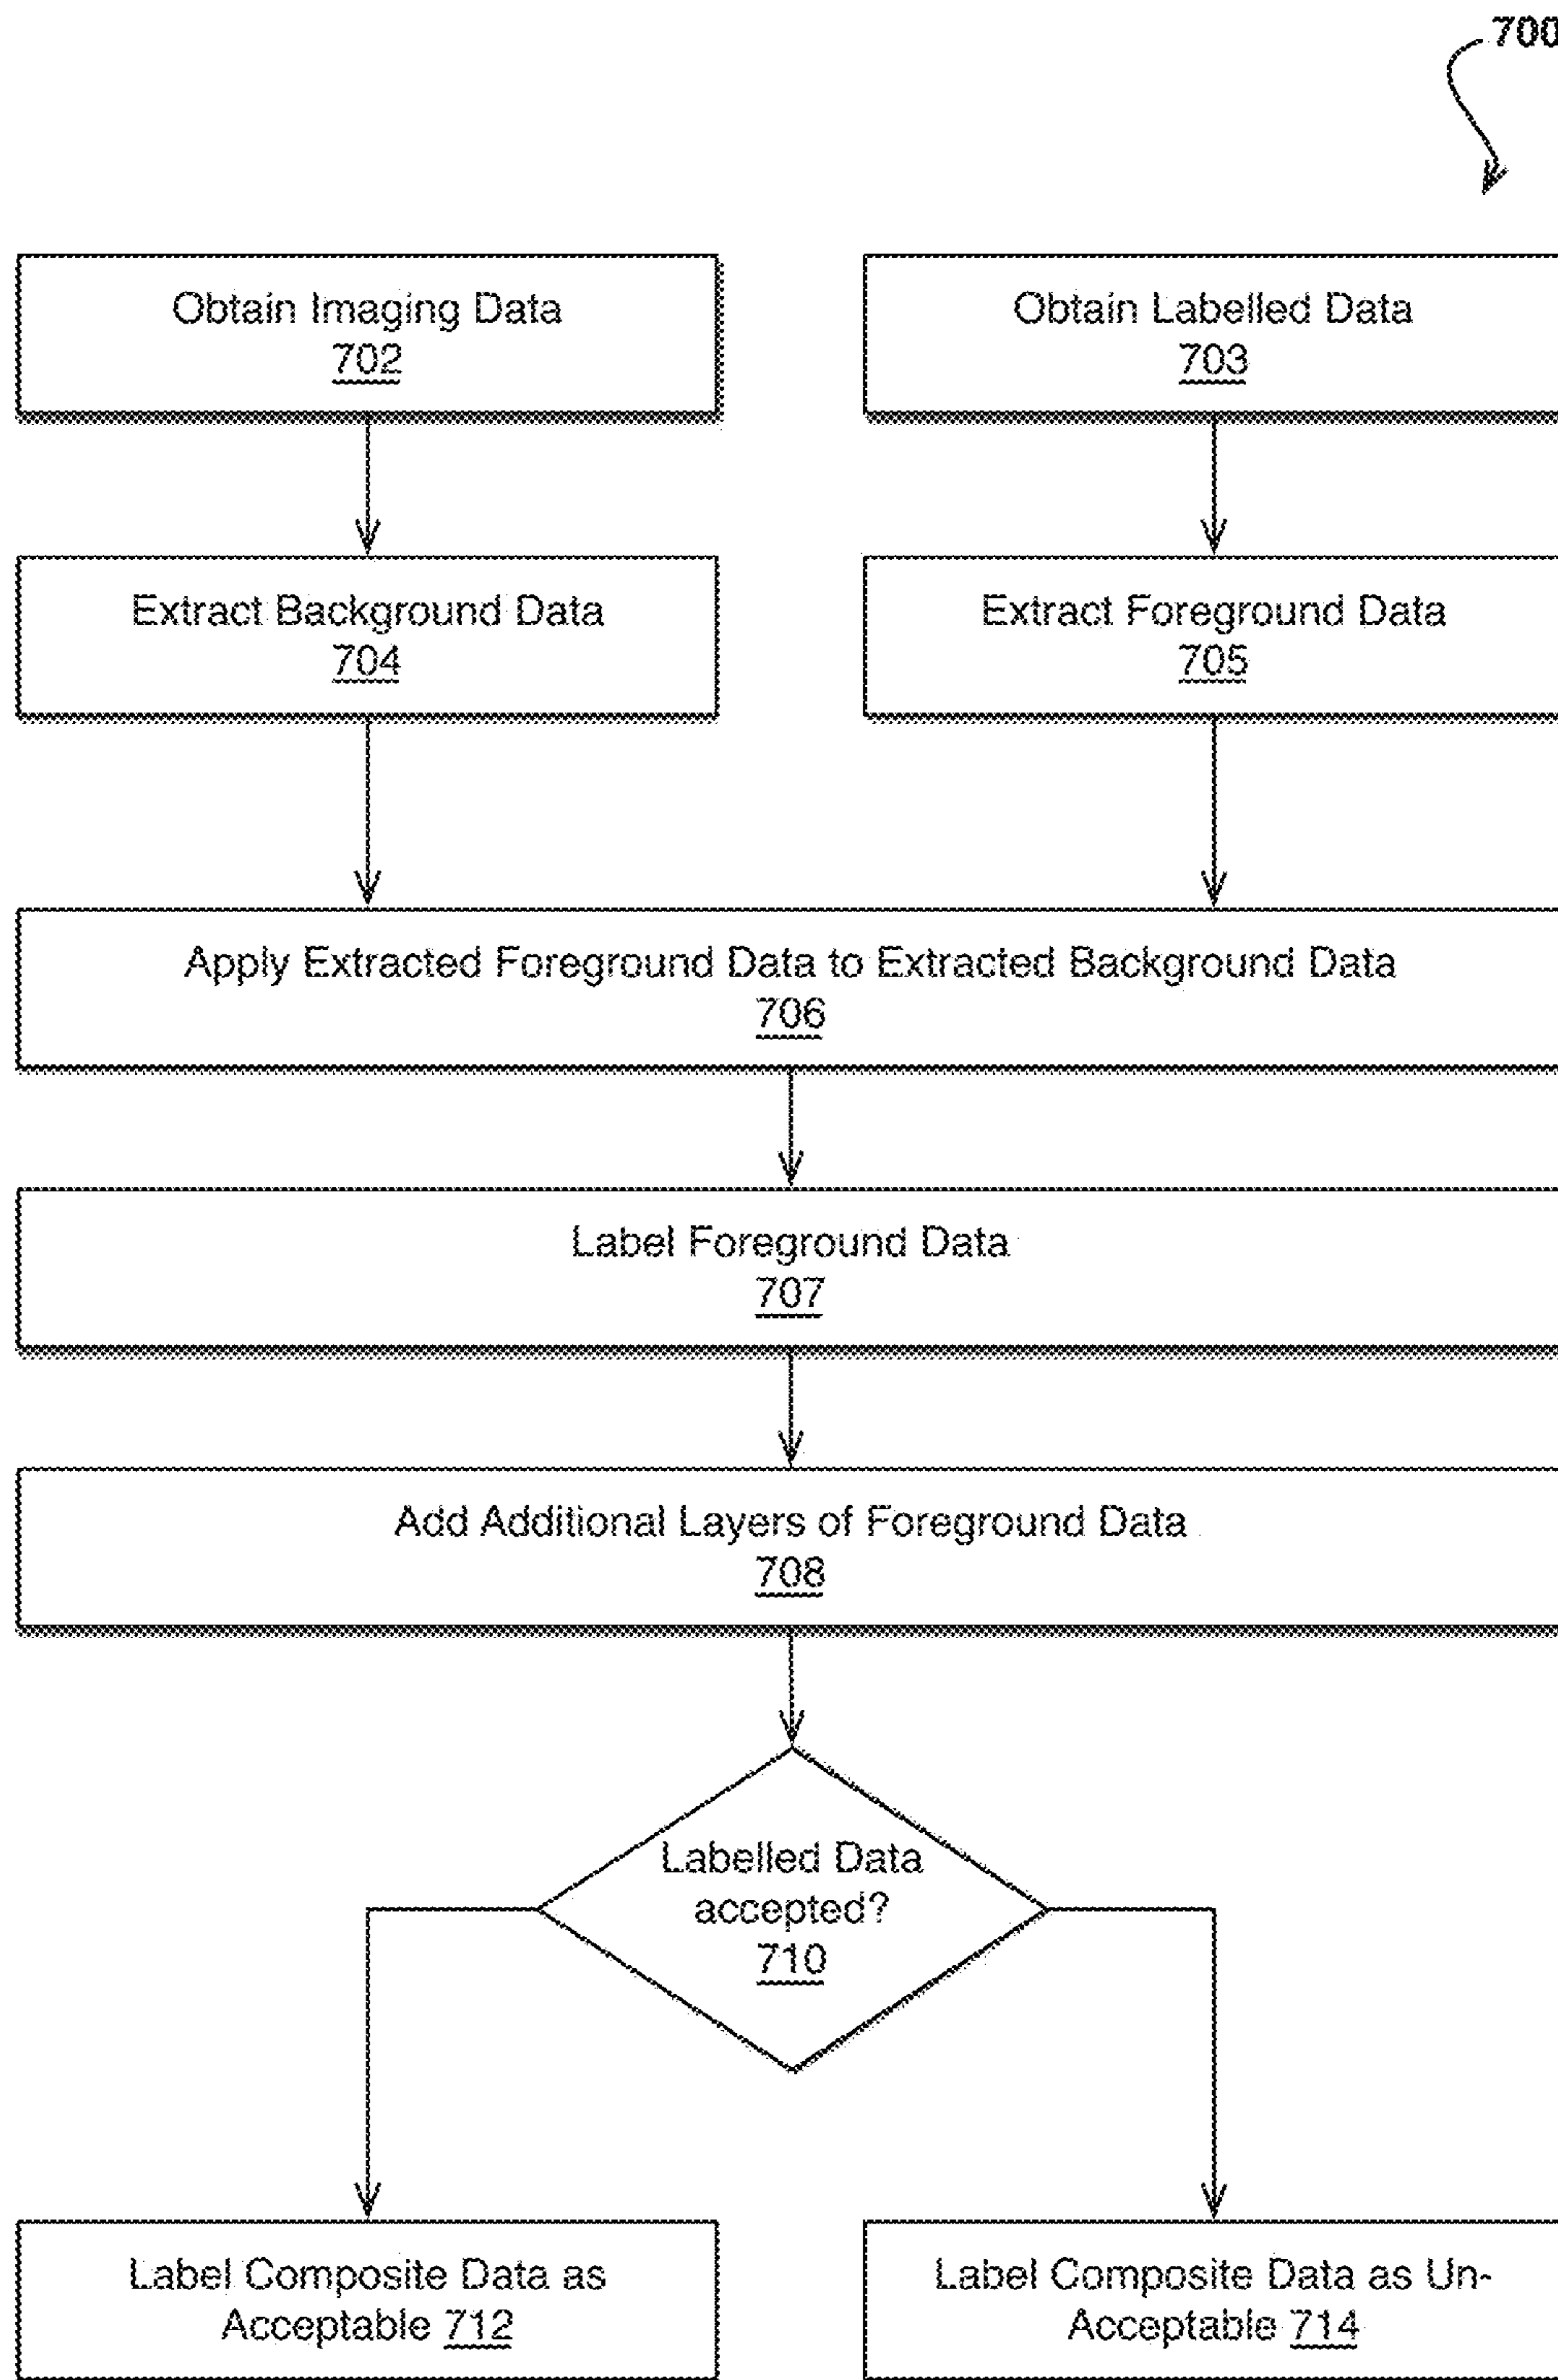 700
Obtain Imaging Data
702
Obtain Labelled Data
703
Extract Background Data
704
Extract Foreground Data
705
Apply Extracted Foreground Data to Extracted Background Data
706
Label Foreground Data
707
Add Additional Layers of Foreground Data
708
Labelled Data
accepted?
710
Label Composite Data as
Acceptable 712
Label Composite Data as Un-
Acceptable 714